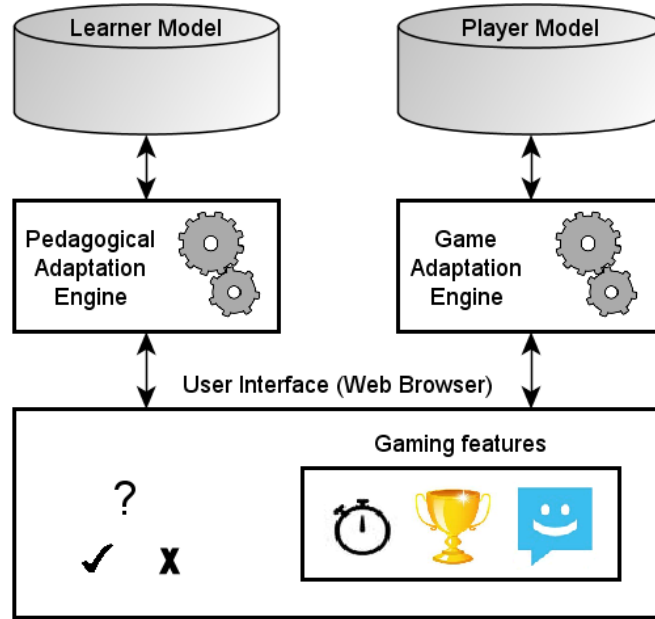 Learner Model
Player Model
Pedagogical
Adaptation
Engine
Game
Adaptation
Engine
User Interface (Web Browser)
Gaming features
?
✓ x